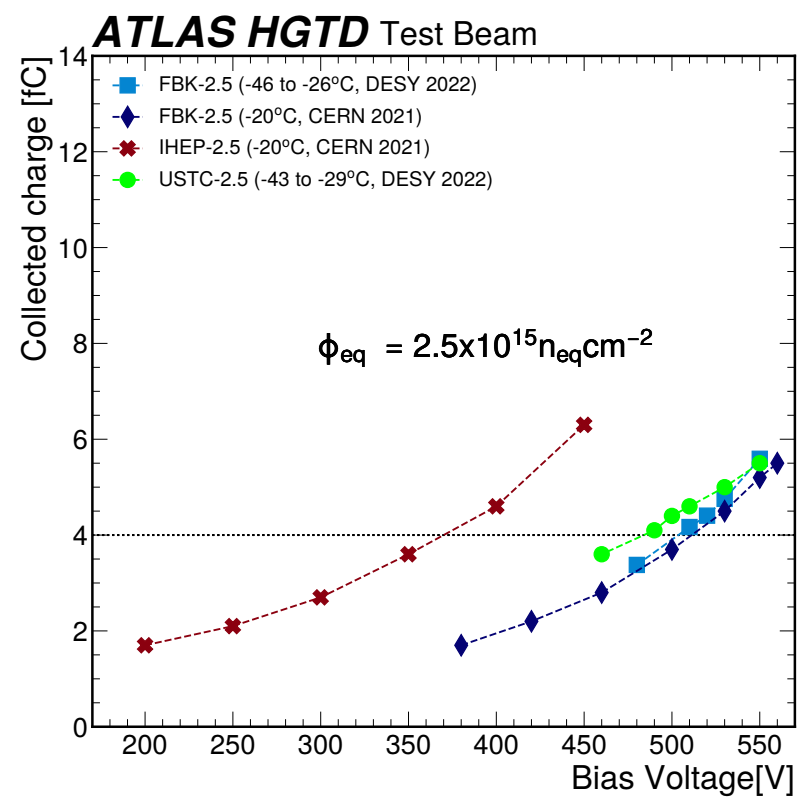 ATLAS HGTD Test Beam
Collected charge [fC]
14
12
10
8
6
4
2
0
FBK-2.5 (-46 to -26°C, DESY 2022)
FBK-2.5 (-20°C, CERN 2021)
IHEP-2.5 (-20°C, CERN 2021)
USTC-2.5 (-43 to -29°C, DESY 2022)
ϕeq = 2.5x10¹⁵neqcm⁻²
200 250 300 350 400 450 500 550
Bias Voltage[V]